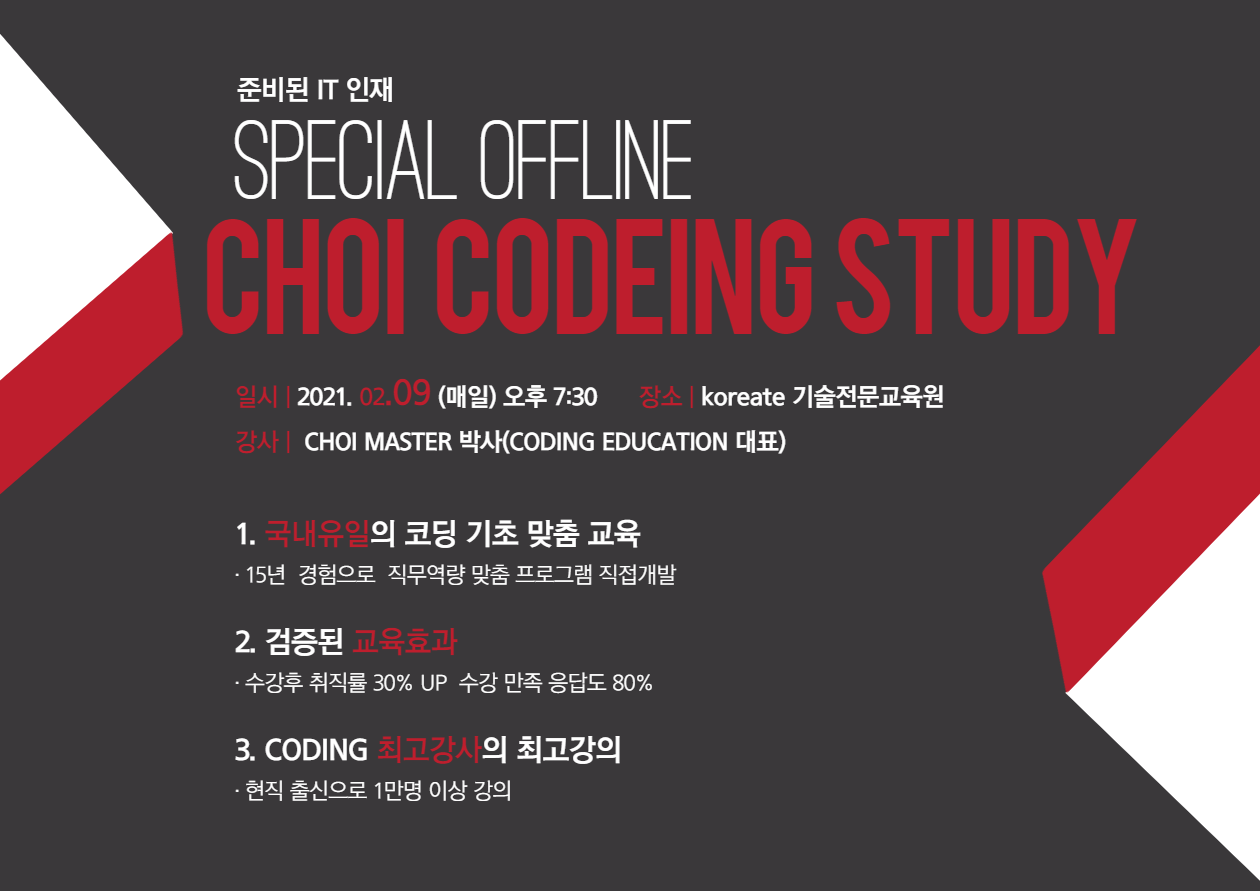 준비된 IT 인재
SPECIAL OFFLINE
CHOI CODEING STUDY
일시 | 2021. 02.09 (매일) 오후 7:30 장소 | koreate 기술전문교육원
강사 | CHOI MASTER 박사(CODING EDUCATION 대표)
1. 국내유일의 코딩 기초 맞춤 교육
· 15년 경험으로 직무역량 맞춤 프로그램 직접개발
2. 검증된 교육효과
· 수강후 취직률 30% UP 수강 만족 응답도 80%
3. CODING 최고강사의 최고강의
· 현직 출신으로 1만명 이상 강의